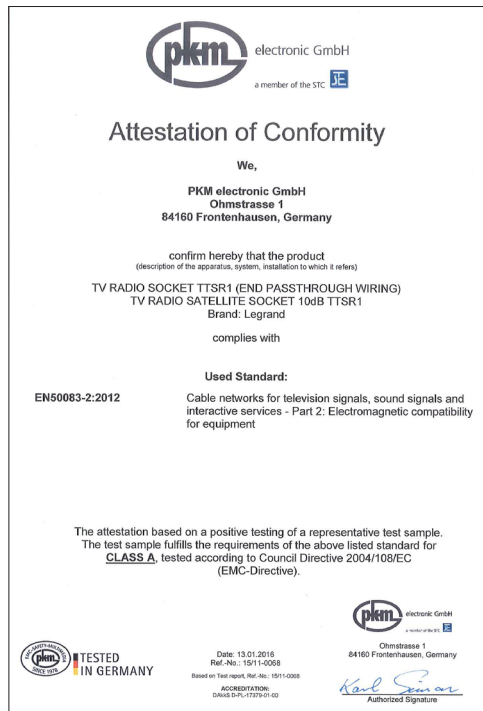 pkm electronic GmbH
a member of the STC
Attestation of Conformity
We,
PKM electronic GmbH
Ohmstrasse 1
84160 Frontenhausen, Germany
confirm hereby that the product
(description of the apparatus, system, installation to which it refers)
TV RADIO SOCKET TTSR1 (END PASSTHROUGH WIRING)
TV RADIO SATELLITE SOCKET 10dB TTSR1
Brand: Legrand
complies with
Used Standard:
EN50083-2:2012
Cable networks for television signals, sound signals and
interactive services - Part 2: Electromagnetic compatibility
for equipment
The attestation based on a positive testing of a representative test sample.
The test sample fulfills the requirements of the above listed standard for
CLASS A, tested according to Council Directive 2004/108/EC
(EMC-Directive).
pkm electronic GmbH
a member of the STC
Ohmstrasse 1
84160 Frontenhausen, Germany
EMC-SAFETY-MULTIMEDIA
pkm
SINCE 1978
TESTED
IN GERMANY
Date: 13.01.2016
Ref.-No.: 15/11-0068
Based on Test report, Ref.-No.: 15/11-0068
ACCREDITATION:
DAkkS D-PL-17379-01-00
Authorized Signature